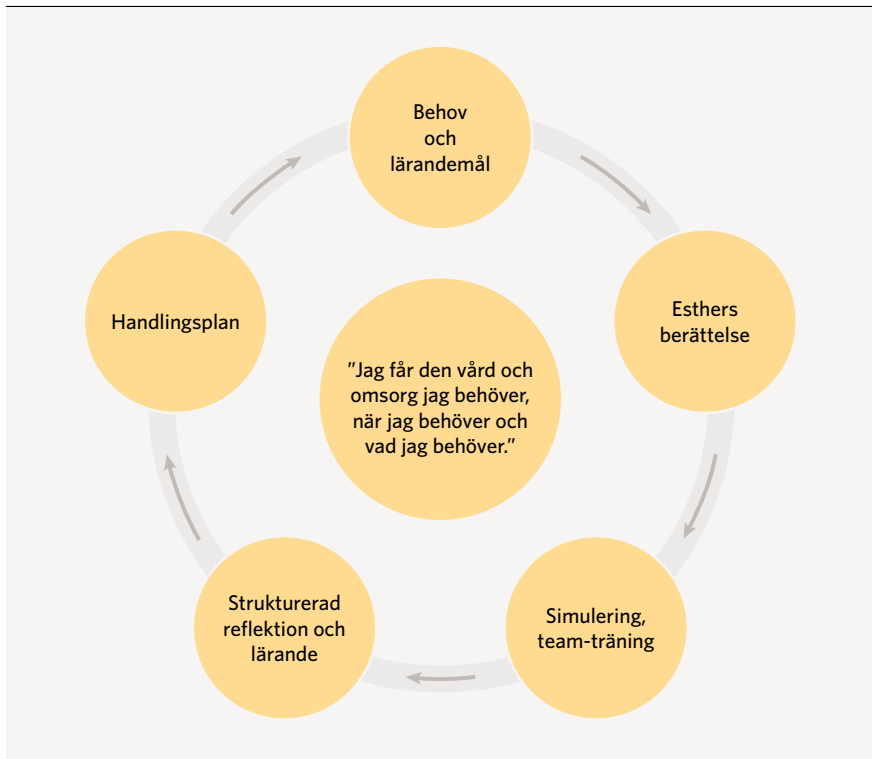 Behov
och
lärandemål
Esthers
berättelse
Simulering,
team-träning
Strukturerad
reflektion och
lärande
Handlingsplan
”Jag får den vård och
omsorg jag behöver,
när jag behöver och
vad jag behöver.”